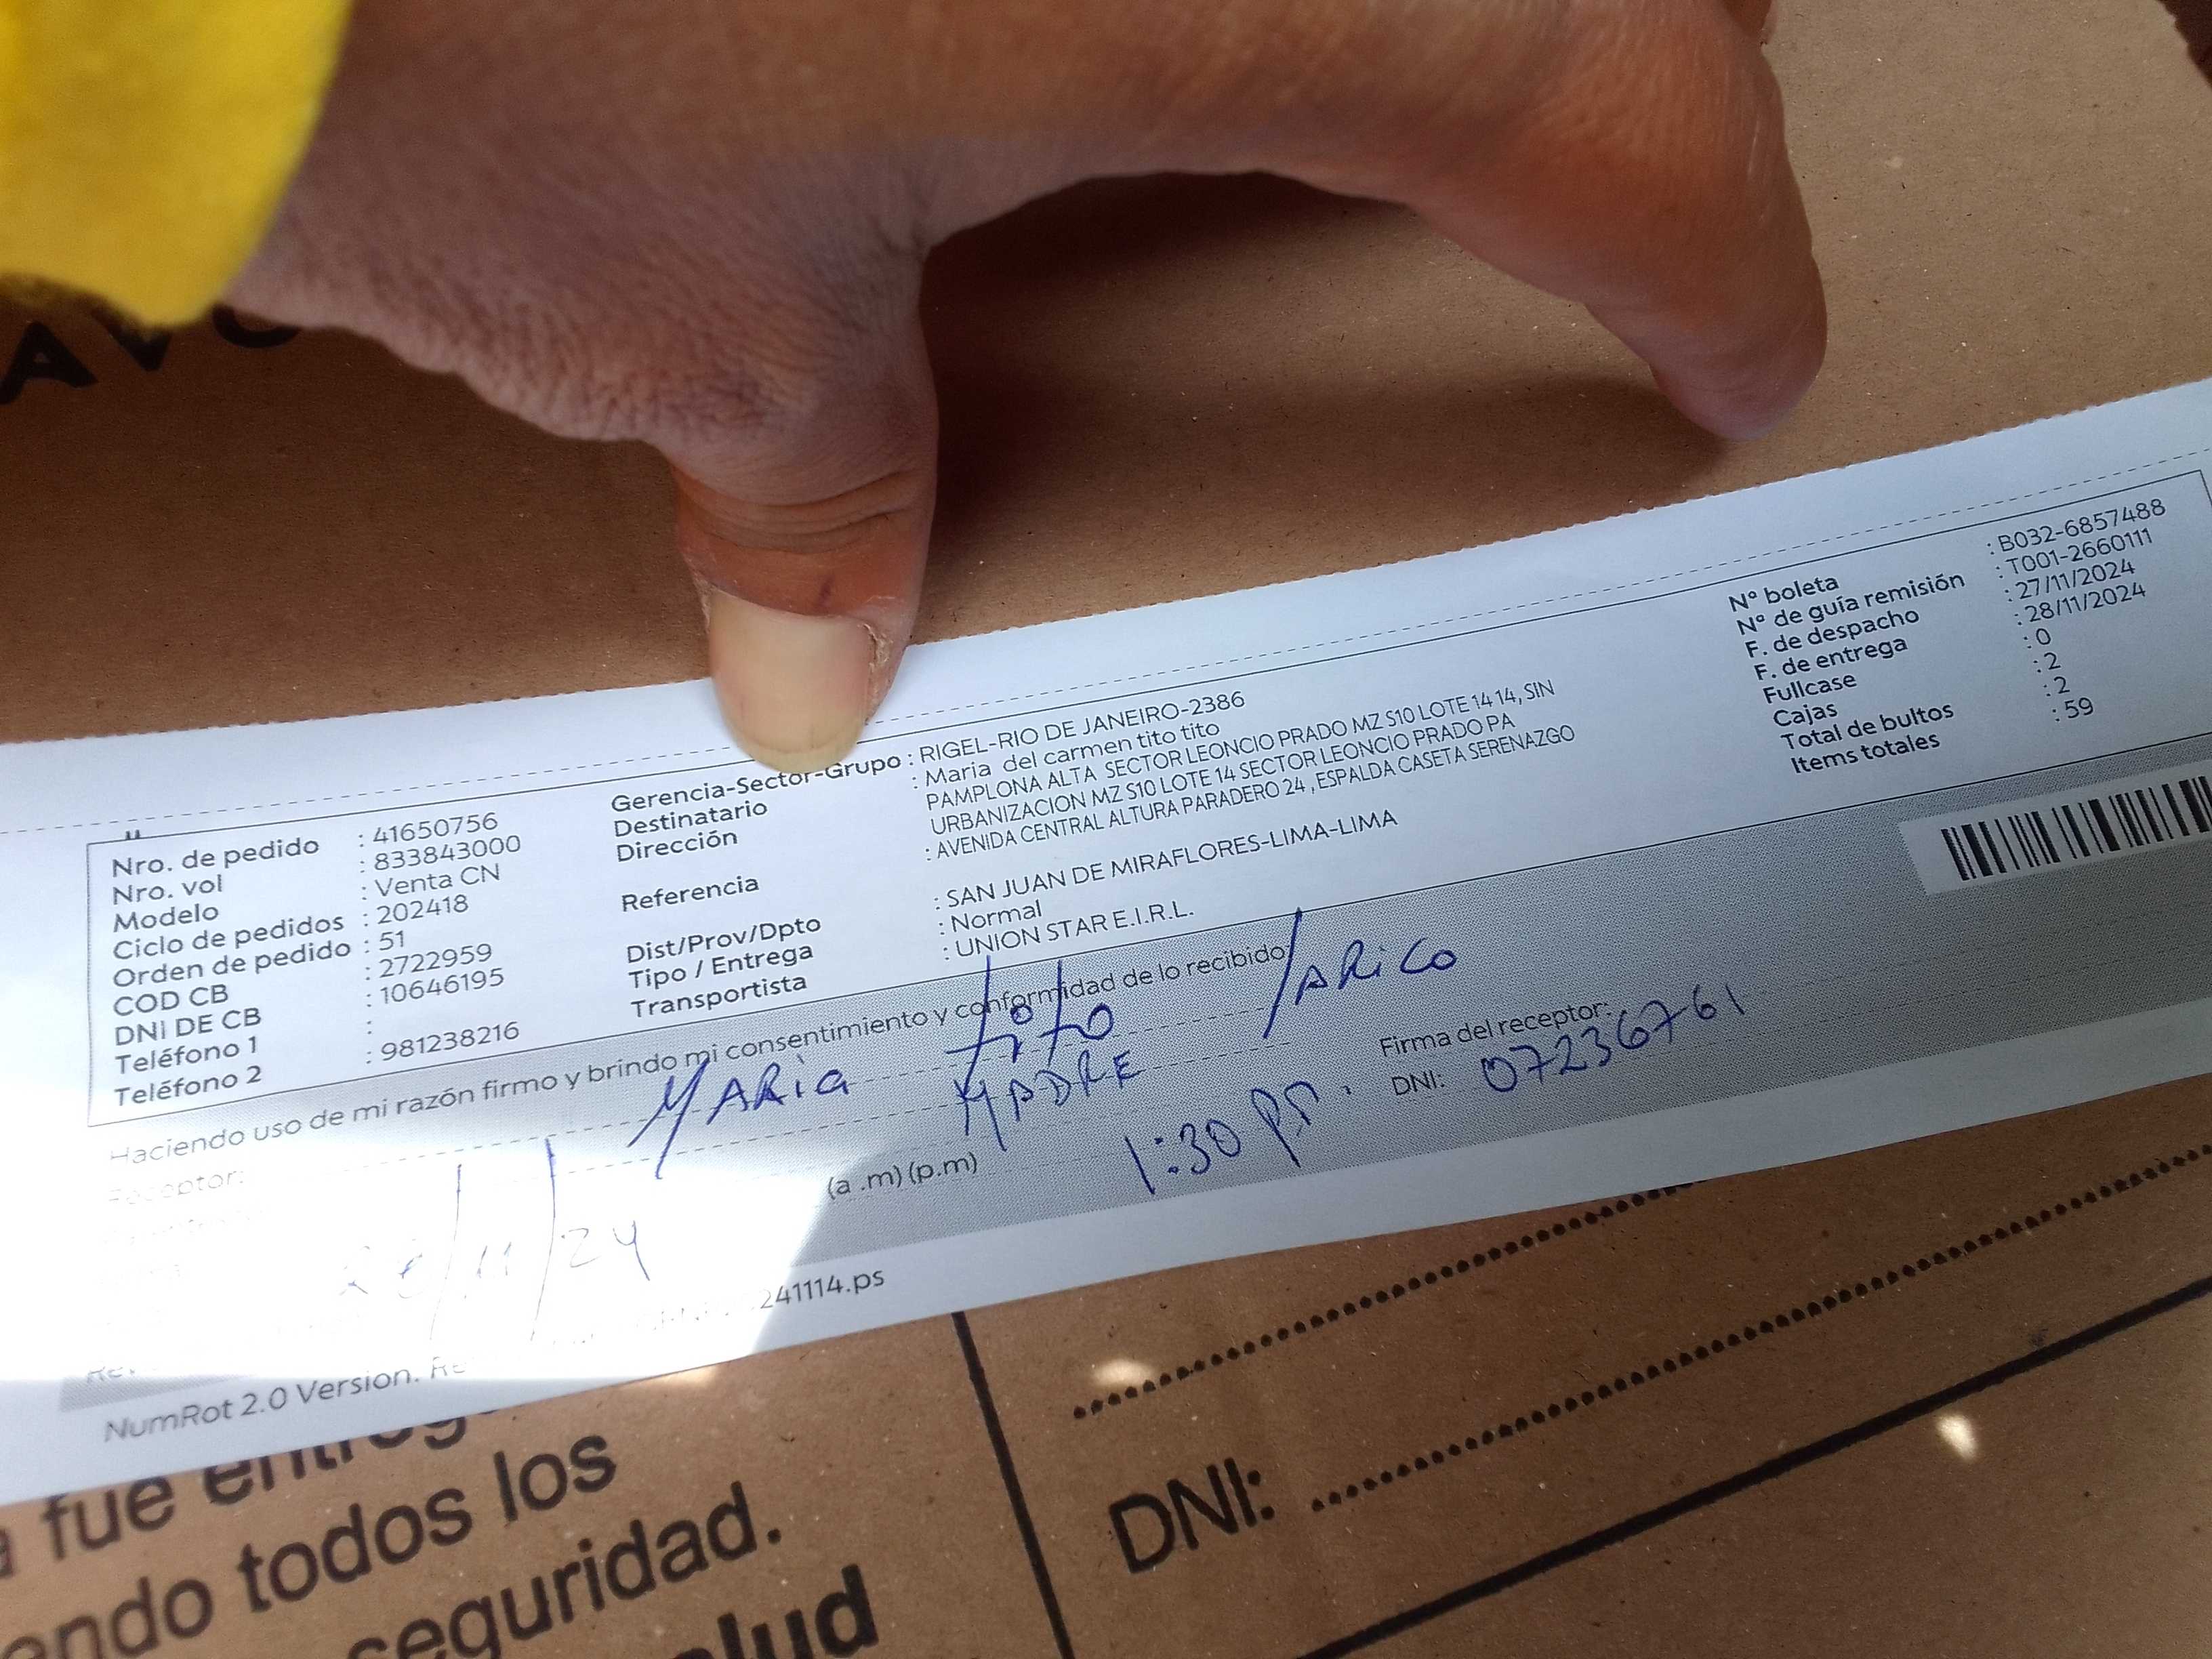 AVO
Nro. de pedido : 41650756
Nro. vol : 833843000
Modelo : Venta CN
Ciclo de pedidos : 202418
Orden de pedido : 51
COD CB : 2722959
DNI DE CB : 10646195
Teléfono 1 :
Teléfono 2 : 981238216
Gerencia-Sector-Grupo : RIGEL-RIO DE JANEIRO-2386
Destinatario : Maria del carmen tito tito
Dirección PAMPLONA ALTA SECTOR LEONCIO PRADO MZ S10 LOTE 14 14, SIN
URBANIZACION MZ S10 LOTE 14 SECTOR LEONCIO PRADO PA
Referencia : AVENIDA CENTRAL ALTURA PARADERO 24 , ESPALDA CASETA SERENAZGO
Dist/Prov/Dpto : SAN JUAN DE MIRAFLORES-LIMA-LIMA
Tipo / Entrega : Normal
Transportista : UNION STAR E.I.R.L.
N° boleta : B032-6857488
N° de guía remisión : T001-2660111
F. de despacho : 27/11/2024
F. de entrega : 28/11/2024
Fullcase : 0
Cajas : 2
Total de bultos : 2
Items totales : 59
Haciendo uso de mi razón firmo y brindo mi consentimiento y conformidad de lo recibido
Receptor: MARIA tito TARICO
MADRE
Firma del receptor:
/11/24 (a .m) (p.m) 1:30 DNI: 07236761
NumRot 2.0 Version. 241114.ps
fue
endo todos los
seguridad.
DNI: